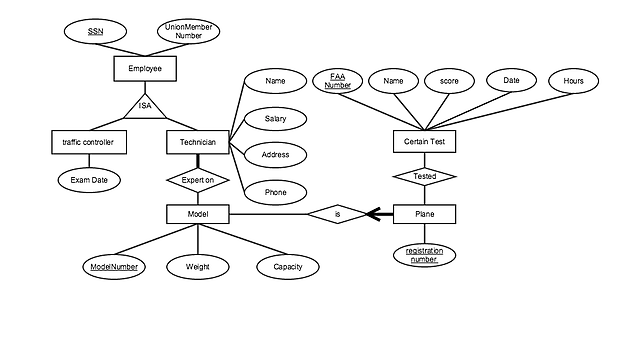 SSN
UnionMember
Number
Employee
ISA
traffic controller
Technician
Exam Date
Expert on
Name
Salary
Address
Phone
Model
ModelNumber
Weight
Capacity
is
FAA
Number
Name
score
Date
Hours
Certain Test
Tested
Plane
registration
number